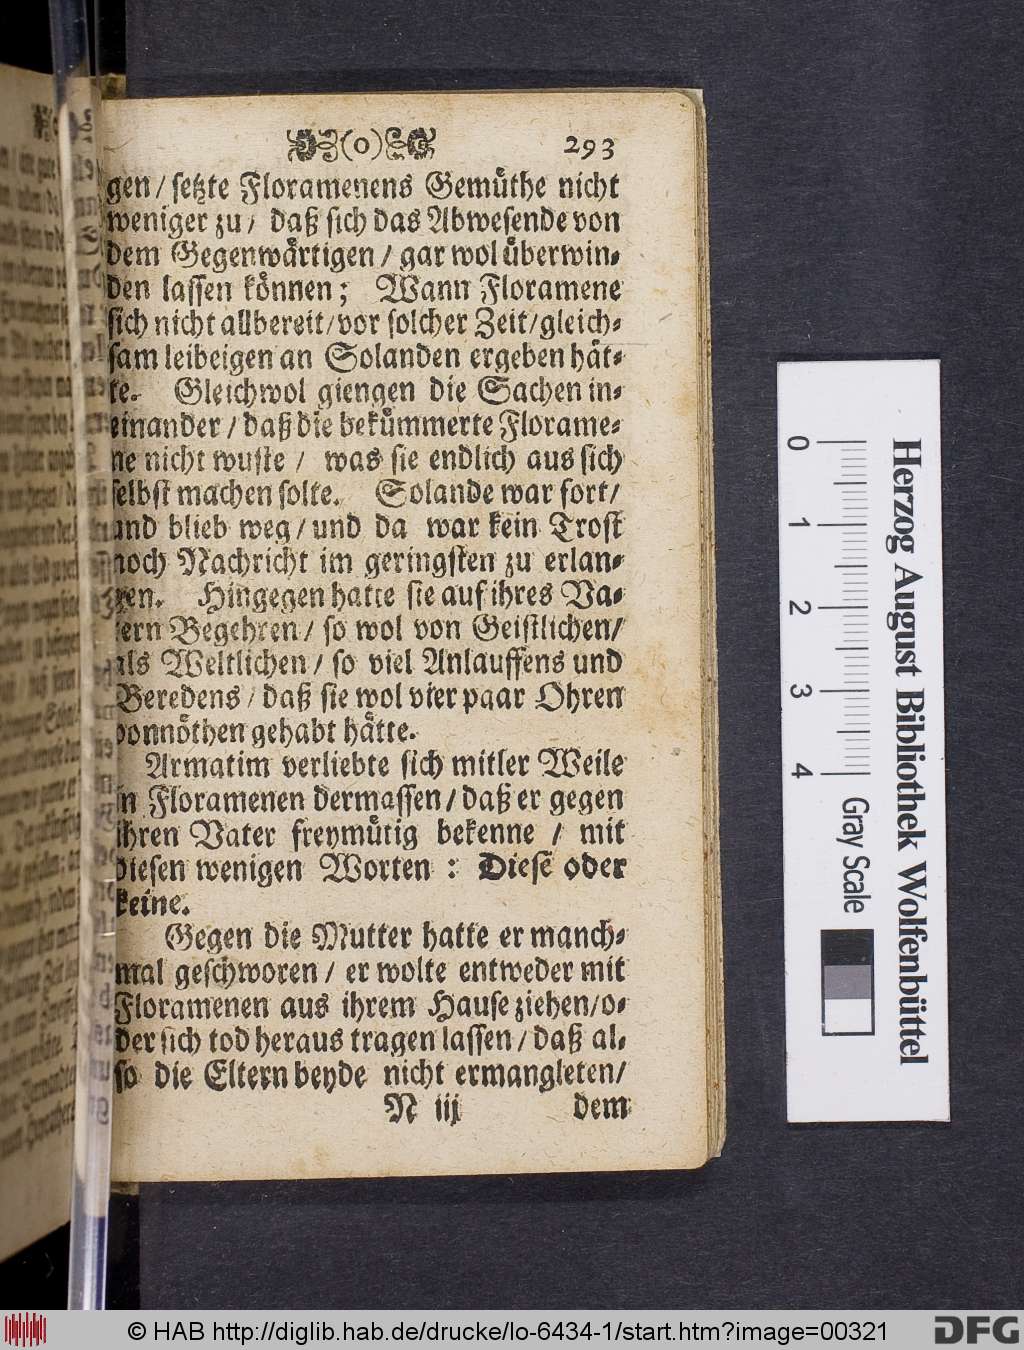 (o) 293
gen / setzte Floramenens Gemüthe nicht
weniger zu / daß sich das Abwesende von
dem Gegenwärtigen / gar wol überwin-
den lassen können; Wann Floramene
sich nicht allbereit / vor solcher Zeit / gleich-
sam leibeigen an Solanden ergeben hät-
te. Gleichwol giengen die Sachen in-
einander / daß die bekümmerte Florame-
ne nicht wuste / was sie endlich aus sich
selbst machen solte. Solande war fort /
und blieb weg / und da war kein Trost
noch Nachricht im geringsten zu erlan-
gen. Hingegen hatte sie auf ihres Va-
tern Begehren / so wol von Geistlichen /
als Weltlichen / so viel Anlauffens und
Beredens / daß sie wol vier paar Ohren
vonnöthen gehabt hätte.
Armatim verliebte sich mitler Weile
in Floramenen dermassen / daß er gegen
ihren Vater freymütig bekenne / mit
diesen wenigen Worten : Diese oder
keine.
Gegen die Mutter hatte er manch-
mal geschworen / er wolte entweder mit
Floramenen aus ihrem Hause ziehen / o-
der sich tod heraus tragen lassen / daß al-
so die Eltern beyde nicht ermangleten /
N iij dem
0 1 2 3 4
Gray Scale
Herzog August Bibliothek Wolfenbüttel
© HAB http://diglib.hab.de/drucke/lo-6434-1/start.htm?image=00321
DFG